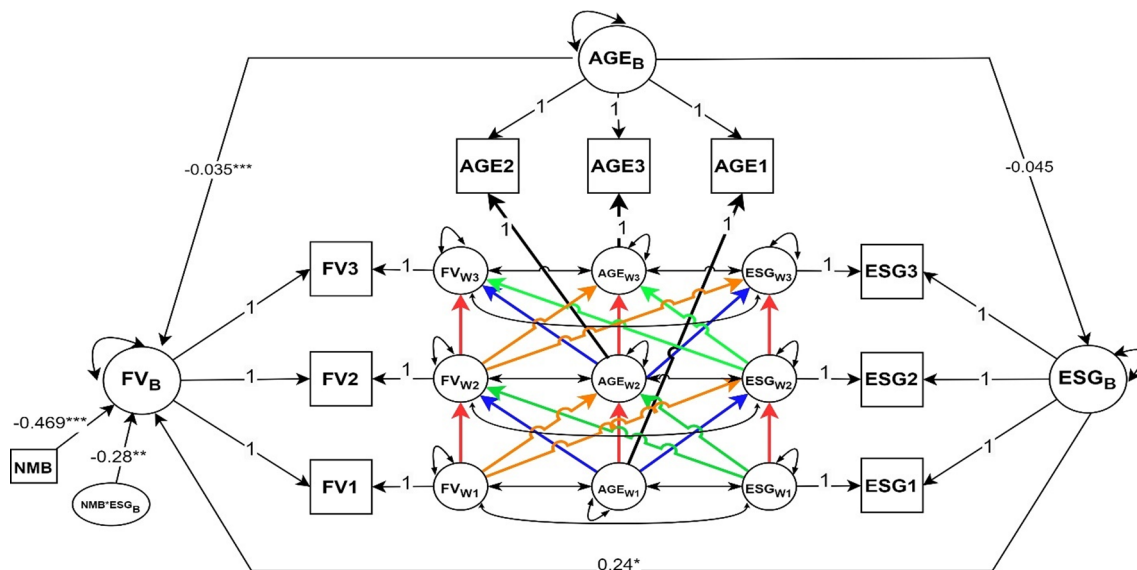 AGE_B
1 1 1
AGE2 AGE3 AGE1
-0.035*** -0.045
1 1 1
FV3 1 FV_W3 AGE_W3 ESG_W3 1 ESG3
1 1
FV_B 1 FV2 1 FV_W2 AGE_W2 ESG_W2 1 ESG2 1 ESG_B
-0.469***
NMB
-0.28**
1 1
FV1 1 FV_W1 AGE_W1 ESG_W1 1 ESG1
NMB*ESG_B
0.24*